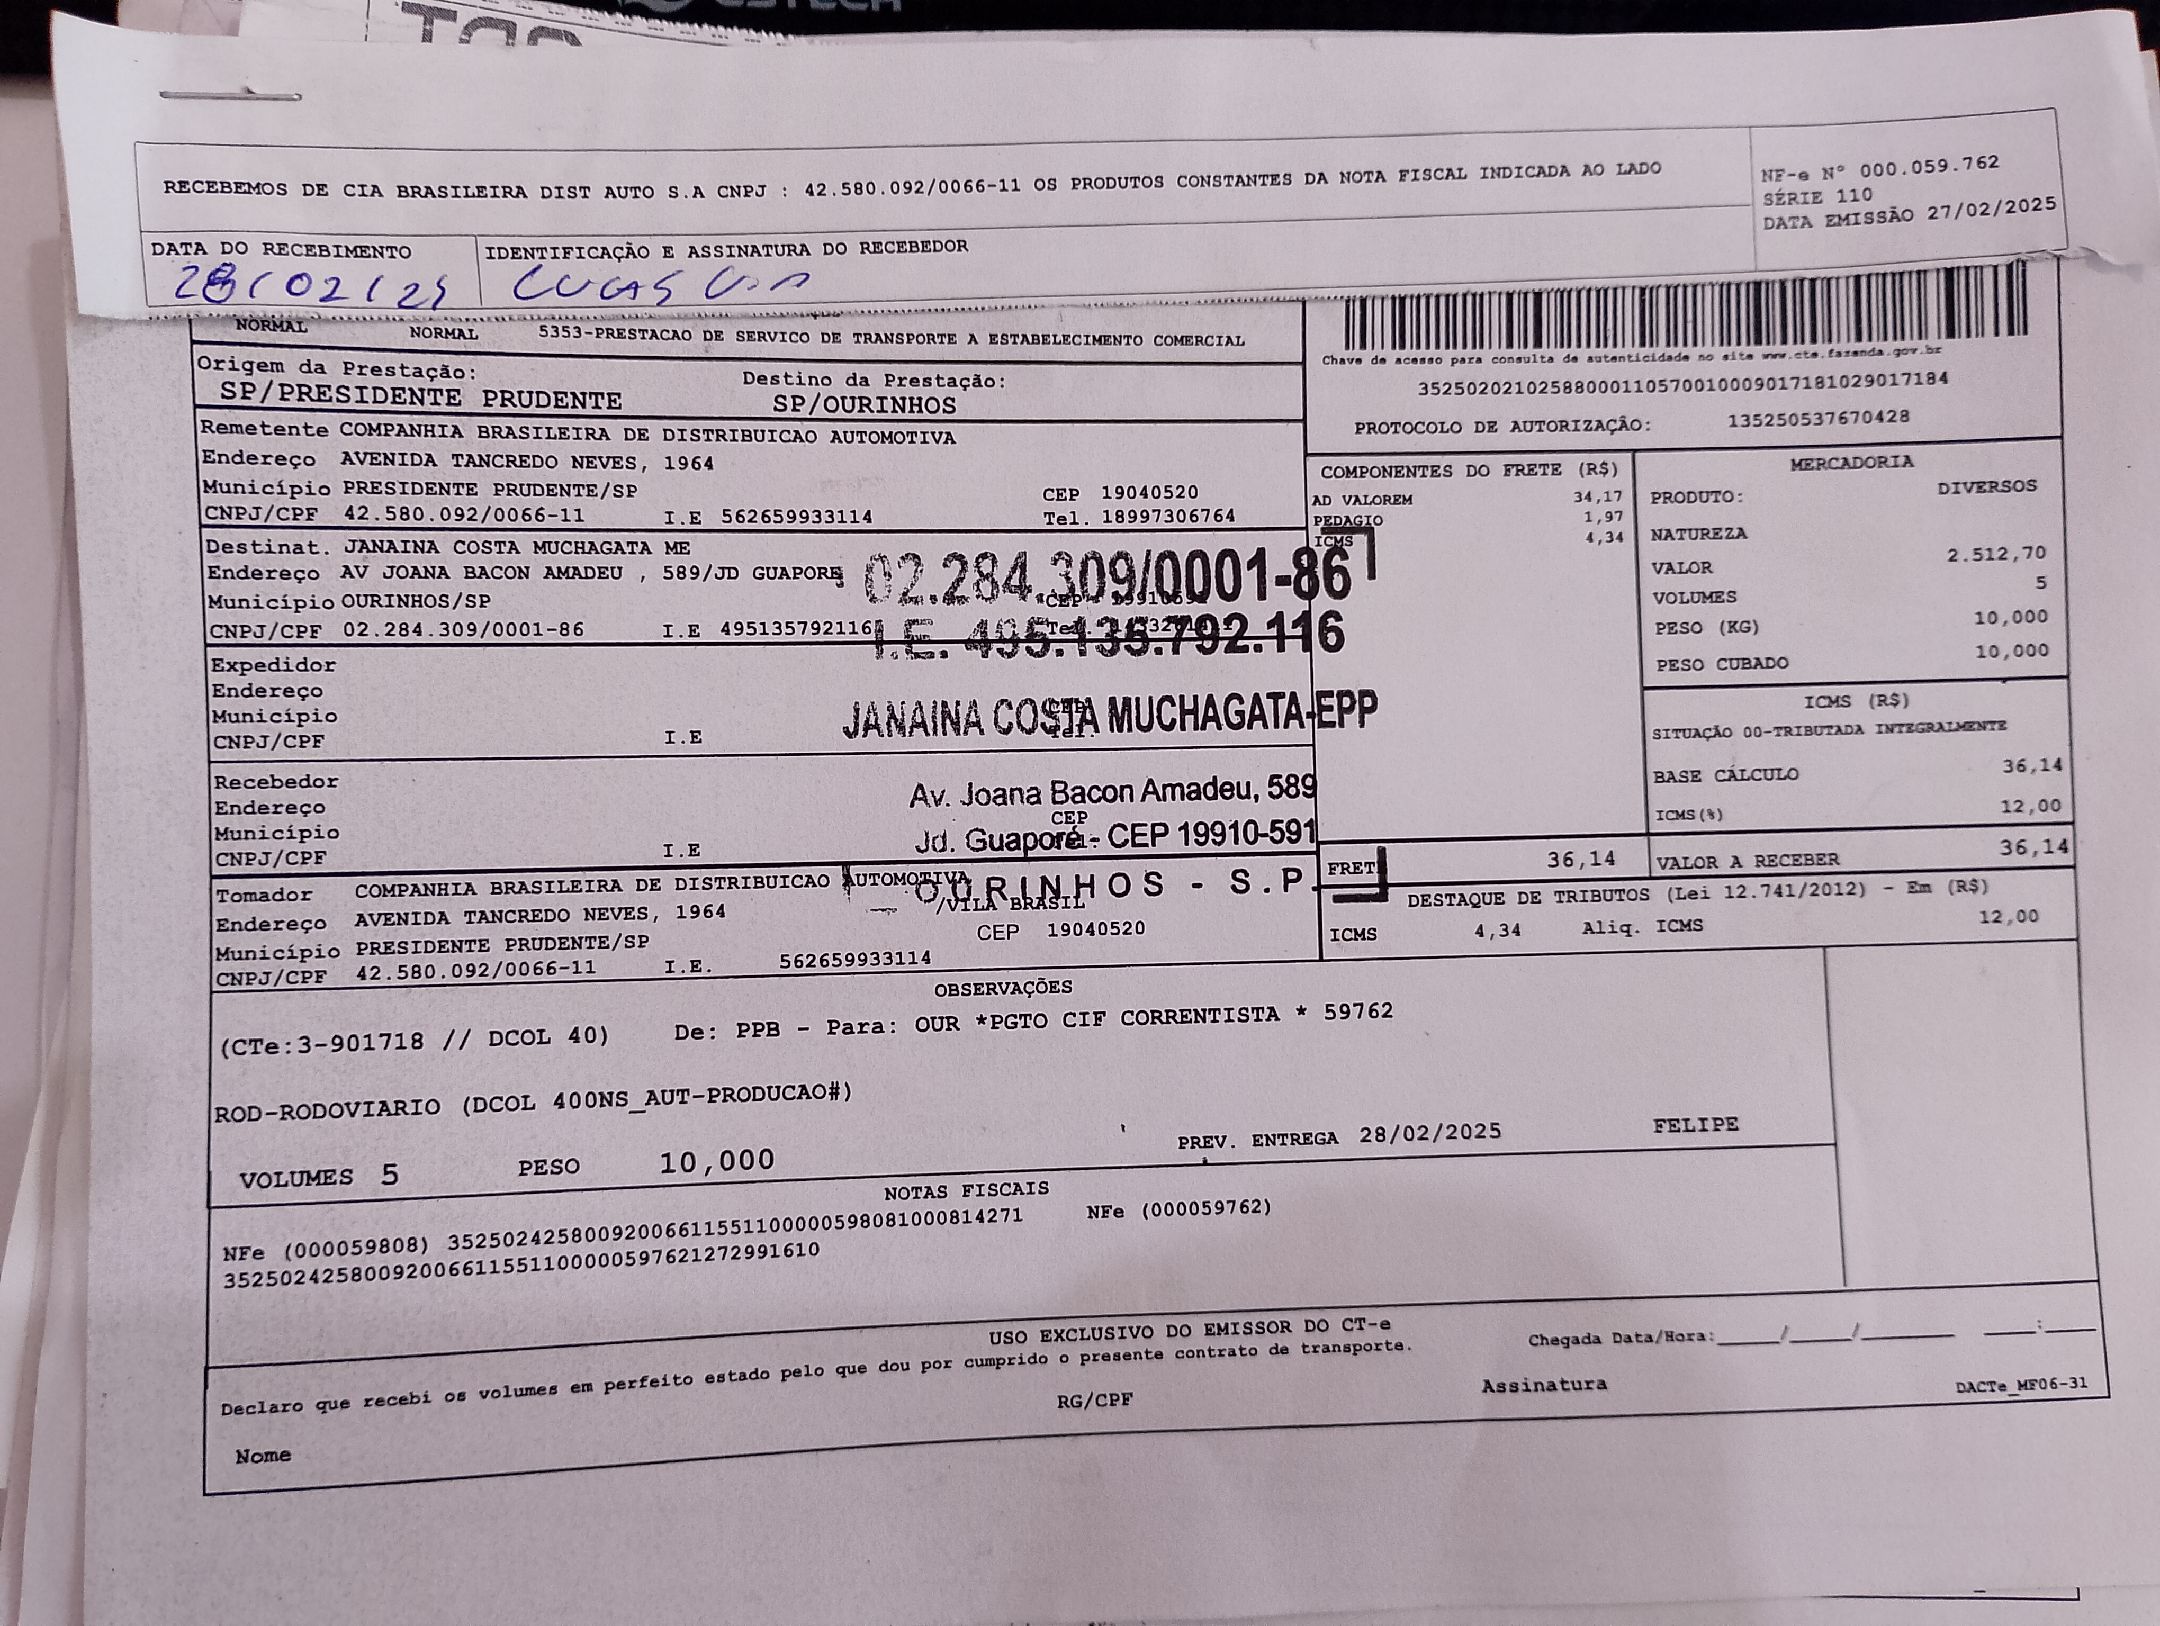 RECEBEMOS DE CIA BRASILEIRA DIST AUTO S.A CNPJ : 42.580.092/0066-11 OS PRODUTOS CONSTANTES DA NOTA FISCAL INDICADA AO LADO
NF-e Nº 000.059.762
SÉRIE 110
DATA EMISSÃO 27/02/2025
DATA DO RECEBIMENTO
28/02/25
IDENTIFICAÇÃO E ASSINATURA DO RECEBEDOR
LUCAS
NORMAL NORMAL 5353-PRESTACAO DE SERVICO DE TRANSPORTE A ESTABELECIMENTO COMERCIAL
Origem da Prestação:
SP/PRESIDENTE PRUDENTE
Destino da Prestação:
SP/OURINHOS
Chave de acesso para consulta de autenticidade no site www.cte.fazenda.gov.br
35250202102588000110570010009017181029017184
PROTOCOLO DE AUTORIZAÇÃO: 135250537670428
Remetente COMPANHIA BRASILEIRA DE DISTRIBUICAO AUTOMOTIVA
Endereço AVENIDA TANCREDO NEVES, 1964
Município PRESIDENTE PRUDENTE/SP CEP 19040520
CNPJ/CPF 42.580.092/0066-11 I.E 562659933114 Tel. 18997306764
Destinat. JANAINA COSTA MUCHAGATA ME
Endereço AV JOANA BACON AMADEU , 589/JD GUAPORE
Município OURINHOS/SP CEP
CNPJ/CPF 02.284.309/0001-86 I.E 495135792116
02.284.309/0001-86
I.E. 495.135.792.116
JANAINA COSTA MUCHAGATA-EPP
Av. Joana Bacon Amadeu, 589
Jd. Guaporé - CEP 19910-591
OURINHOS - S.P.
Expedidor
Endereço
Município
CNPJ/CPF I.E
Recebedor
Endereço
Município CEP
CNPJ/CPF I.E
Tomador COMPANHIA BRASILEIRA DE DISTRIBUICAO AUTOMOTIVA
Endereço AVENIDA TANCREDO NEVES, 1964 /VILA BRASIL
Município PRESIDENTE PRUDENTE/SP CEP 19040520
CNPJ/CPF 42.580.092/0066-11 I.E. 562659933114
COMPONENTES DO FRETE (R$)
AD VALOREM 34,17
PEDAGIO 1,97
ICMS 4,34
MERCADORIA
PRODUTO: DIVERSOS
NATUREZA
VALOR 2.512,70
VOLUMES 5
PESO (KG) 10,000
PESO CUBADO 10,000
ICMS (R$)
SITUAÇÃO 00-TRIBUTADA INTEGRALMENTE
BASE CÁLCULO 36,14
ICMS(%) 12,00
FRET 36,14 VALOR A RECEBER 36,14
DESTAQUE DE TRIBUTOS (Lei 12.741/2012) - Em (R$)
ICMS 4,34 Aliq. ICMS 12,00
OBSERVAÇÕES
(CTe:3-901718 // DCOL 40) De: PPB - Para: OUR *PGTO CIF CORRENTISTA * 59762
ROD-RODOVIARIO (DCOL 400NS_AUT-PRODUCAO#)
VOLUMES 5 PESO 10,000 PREV. ENTREGA 28/02/2025 FELIPE
NOTAS FISCAIS
NFe (000059808) 35250242580092006611551100000598081000814271 NFe (000059762)
35250242580092006611551100000597621272991610
USO EXCLUSIVO DO EMISSOR DO CT-e
Declaro que recebi os volumes em perfeito estado pelo que dou por cumprido o presente contrato de transporte.
Chegada Data/Hora:_____/_____/_______ ____:____
Nome RG/CPF Assinatura DACTe_MF06-31